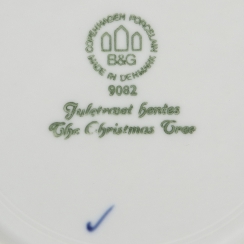 COPENHAGEN PORCELAIN
B&G
MADE IN DENMARK
9082
Juletræet hentes
The Christmas Tree